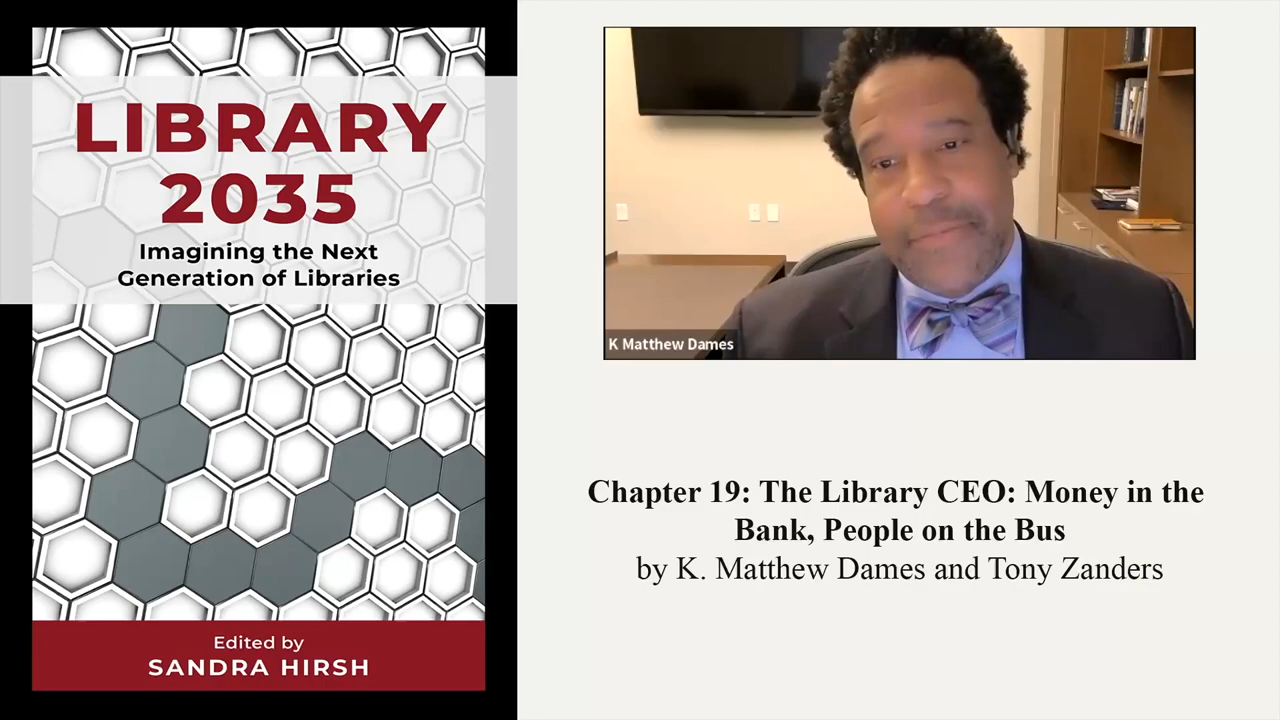 LIBRARY
2035
Imagining the Next
Generation of Libraries
Edited by
SANDRA HIRSH
K Matthew Dames
Chapter 19: The Library CEO: Money in the
Bank, People on the Bus
by K. Matthew Dames and Tony Zanders